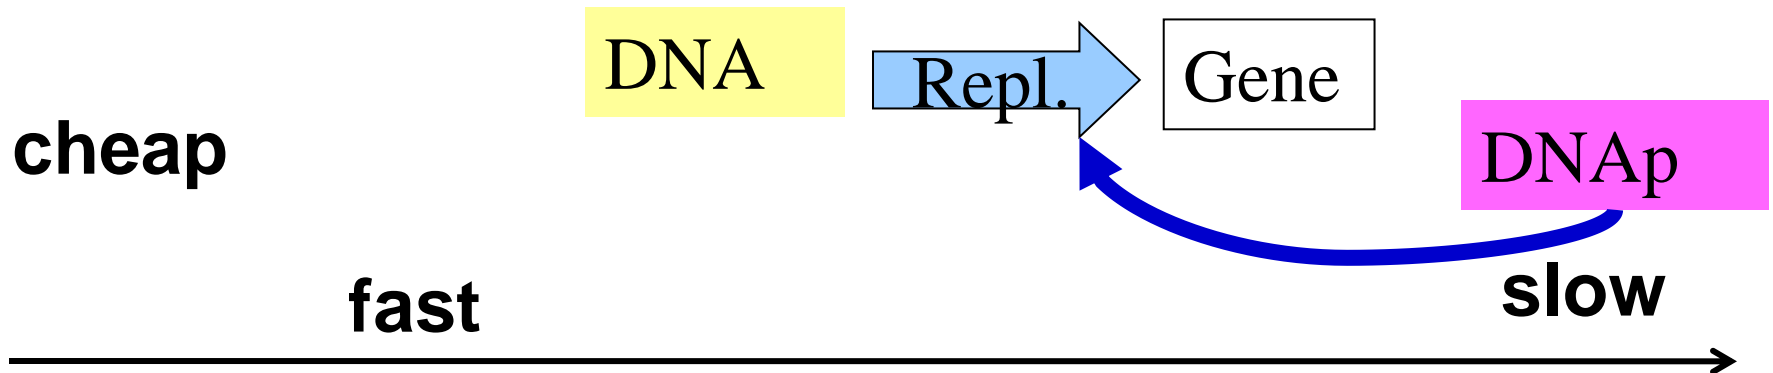 DNA
Repl.
Gene
DNAp
cheap
fast
slow